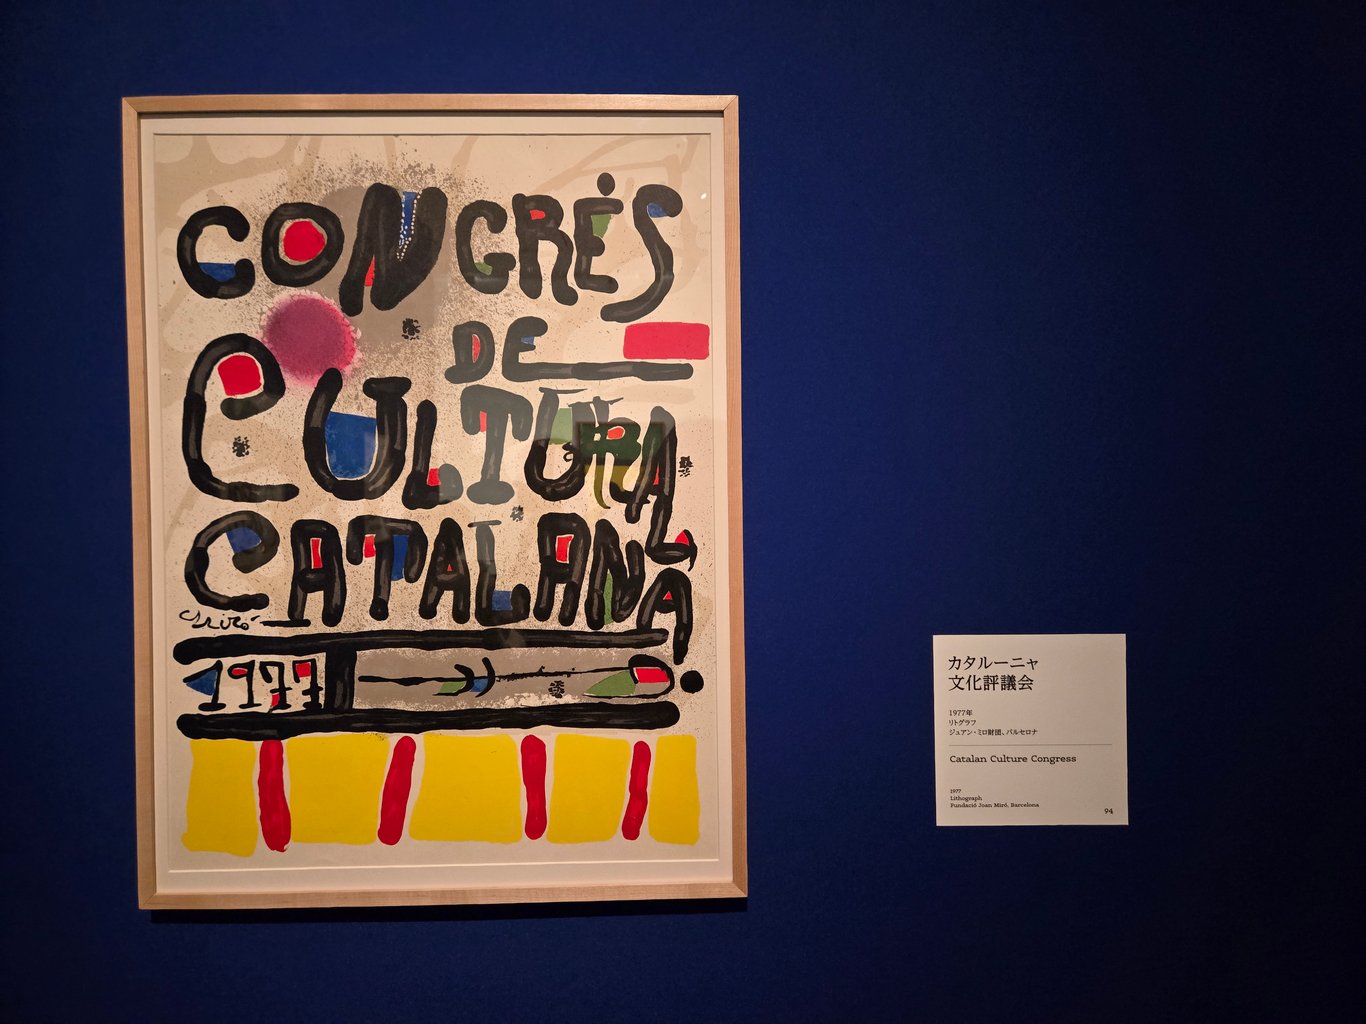 CONGRÉS
DE
CULTURA
CATALANA
Miró
1977
カタルーニャ
文化評議会
1977年
リトグラフ
ジュアン・ミロ財団、バルセロナ
Catalan Culture Congress
1977
Lithograph
Fundació Joan Miró, Barcelona
94